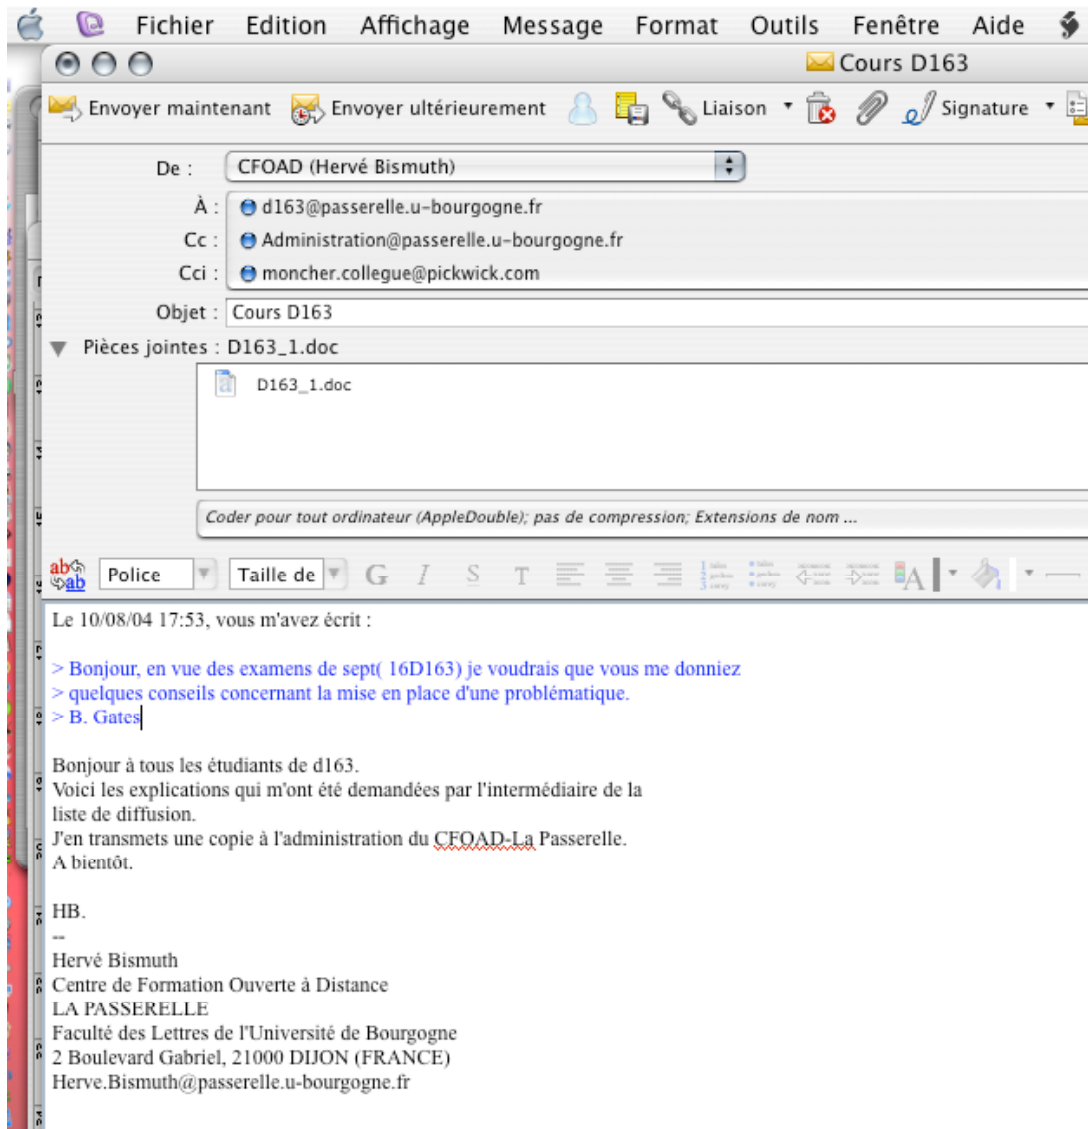 Fichier Edition Affichage Message Format Outils Fenêtre Aide
Cours D163
Envoyer maintenant Envoyer ultérieurement Liaison Signature
De : CFOAD (Hervé Bismuth)
À : d163@passerelle.u-bourgogne.fr
Cc : Administration@passerelle.u-bourgogne.fr
Cci : moncher.collegue@pickwick.com
Objet : Cours D163
Pièces jointes : D163_1.doc
D163_1.doc
Coder pour tout ordinateur (AppleDouble); pas de compression; Extensions de nom ...
Police Taille de G I S T
Le 10/08/04 17:53, vous m'avez écrit :
> Bonjour, en vue des examens de sept( 16D163) je voudrais que vous me donniez
> quelques conseils concernant la mise en place d'une problématique.
> B. Gates
Bonjour à tous les étudiants de d163.
Voici les explications qui m'ont été demandées par l'intermédiaire de la
liste de diffusion.
J'en transmets une copie à l'administration du CFOAD-La Passerelle.
A bientôt.
HB.
--
Hervé Bismuth
Centre de Formation Ouverte à Distance
LA PASSERELLE
Faculté des Lettres de l'Université de Bourgogne
2 Boulevard Gabriel, 21000 DIJON (FRANCE)
Herve.Bismuth@passerelle.u-bourgogne.fr